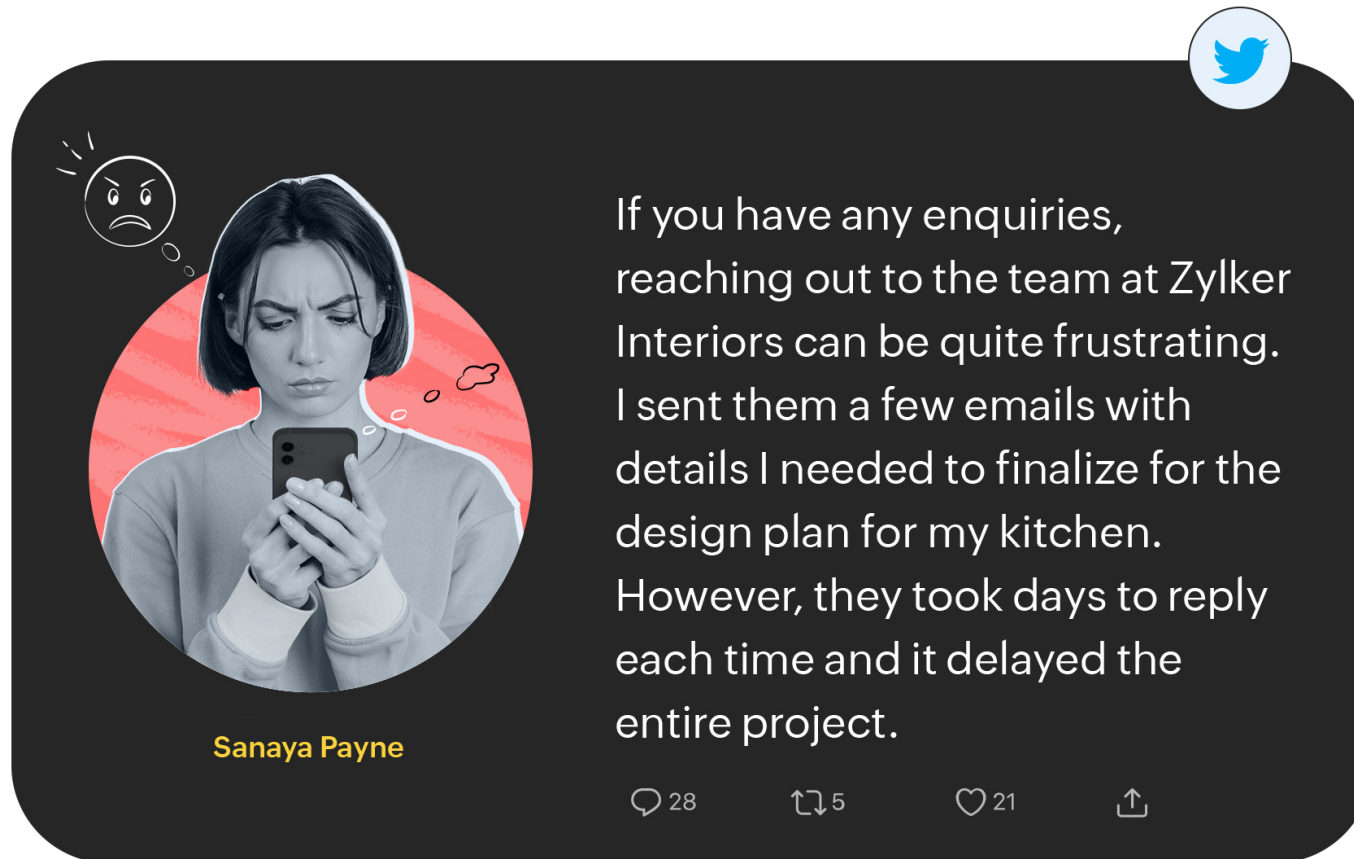 If you have any enquiries,
reaching out to the team at Zylker
Interiors can be quite frustrating.
I sent them a few emails with
details I needed to finalize for the
design plan for my kitchen.
However, they took days to reply
each time and it delayed the
entire project.
Sanaya Payne
28 5 21